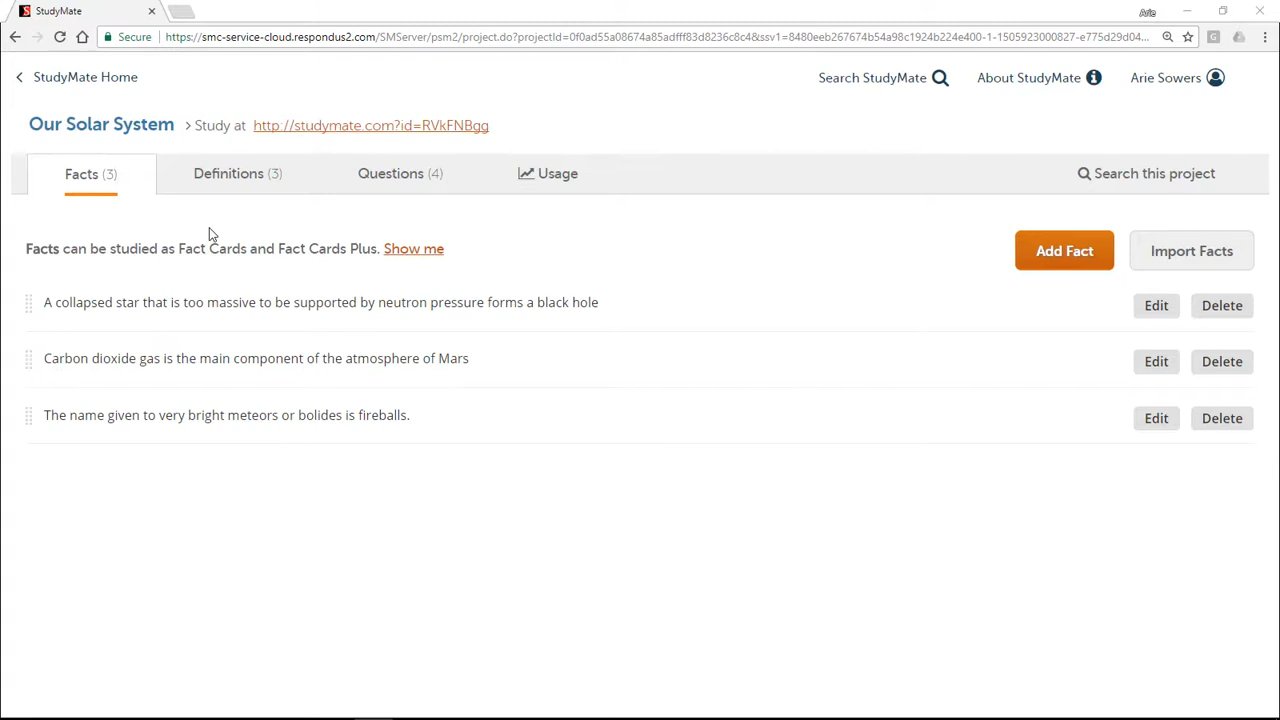 StudyMate
Arie
Secure https://smc-service-cloud.respondus2.com/SMServer/psm2/project.do?projectId=0f0ad55a08674a85adfff83d8236c8c4&ssv1=8480eeb267674b54a98c1924b224e400-1-1505923000827-e775d29d04...
StudyMate Home
Search StudyMate
About StudyMate
Arie Sowers
Our Solar System > Study at http://studymate.com?id=RVkFNBgg
Facts (3)
Definitions (3)
Questions (4)
Usage
Search this project
Facts can be studied as Fact Cards and Fact Cards Plus. Show me
Add Fact
Import Facts
A collapsed star that is too massive to be supported by neutron pressure forms a black hole
Edit
Delete
Carbon dioxide gas is the main component of the atmosphere of Mars
Edit
Delete
The name given to very bright meteors or bolides is fireballs.
Edit
Delete